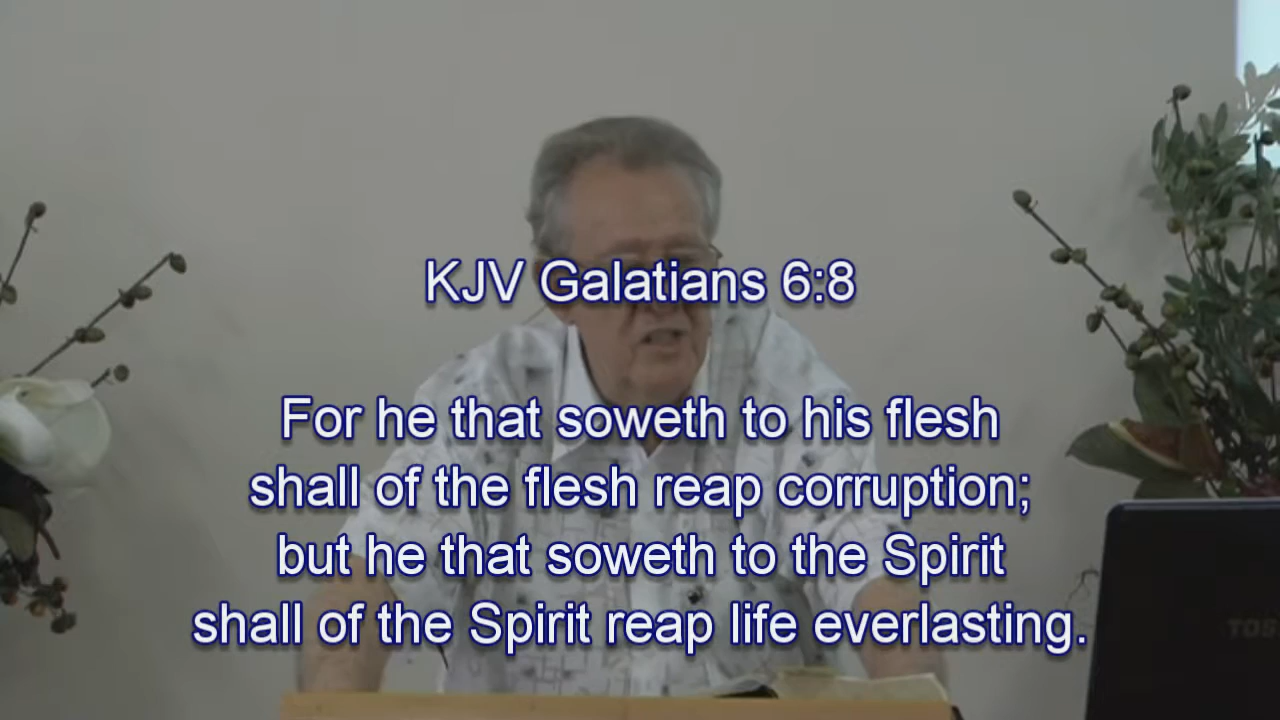 KJV Galatians 6:8
For he that soweth to his flesh
shall of the flesh reap corruption;
but he that soweth to the Spirit
shall of the Spirit reap life everlasting.